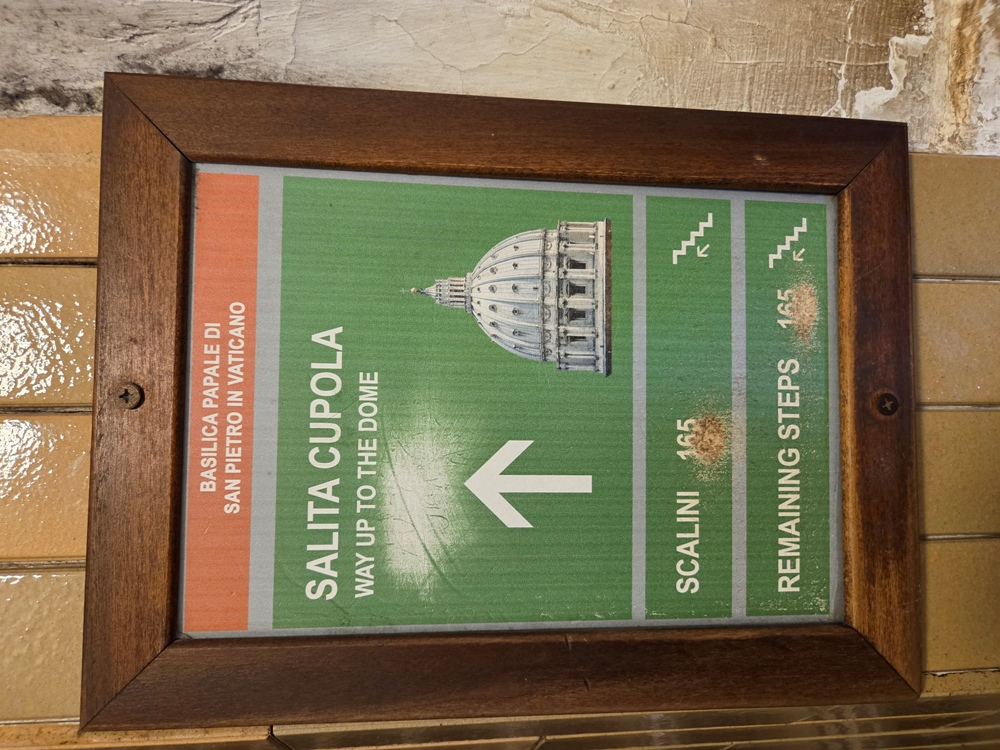 BASILICA PAPALE DI
SAN PIETRO IN VATICANO
SALITA CUPOLA
WAY UP TO THE DOME
SCALINI 165
REMAINING STEPS 165